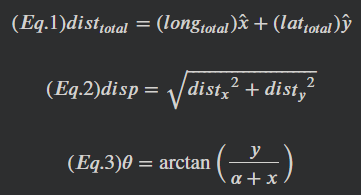 (Eq.1)dist_total = (long_total)x̂ + (lat_total)ŷ
(Eq.2)disp = √(dist_x² + dist_y²)
(Eq.3)θ = arctan(y/(α + x))